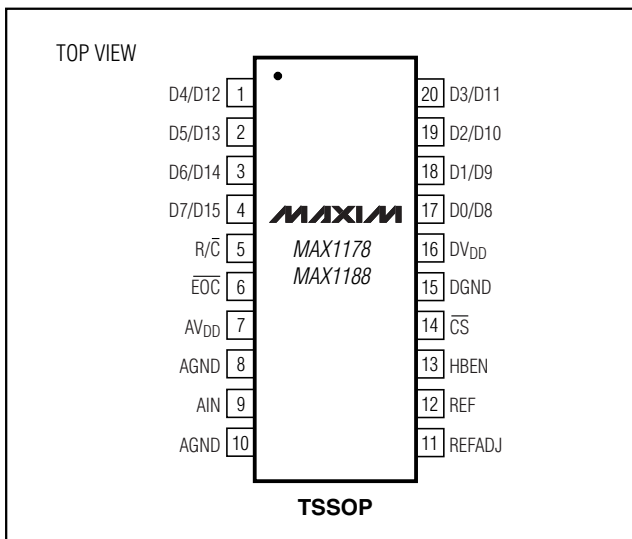 TOP VIEW
D4/D12 1
D5/D13 2
D6/D14 3
D7/D15 4
R/C̅ 5
E̅O̅C̅ 6
AVDD 7
AGND 8
AIN 9
AGND 10
MAXIM
MAX1178
MAX1188
20 D3/D11
19 D2/D10
18 D1/D9
17 D0/D8
16 DVDD
15 DGND
14 C̅S̅
13 HBEN
12 REF
11 REFADJ
TSSOP